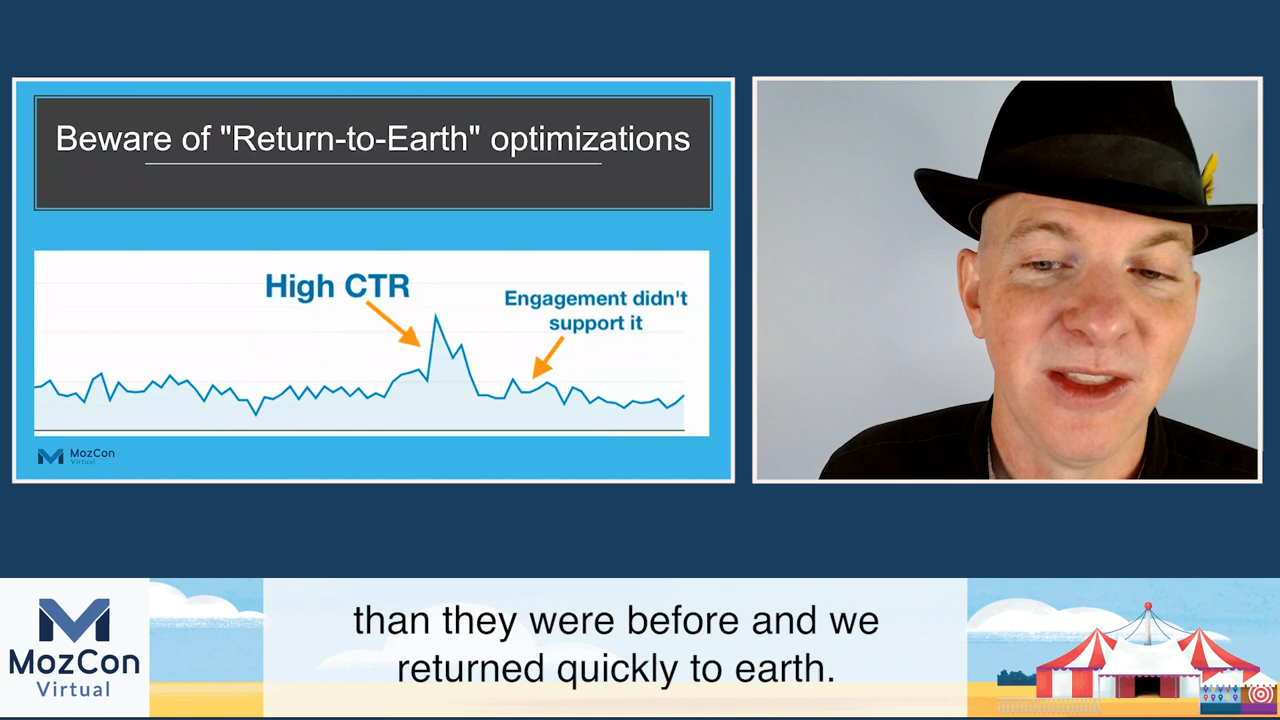 Beware of "Return-to-Earth" optimizations
High CTR
Engagement didn't
support it
MozCon
Virtual
than they were before and we
returned quickly to earth.
MozCon
Virtual